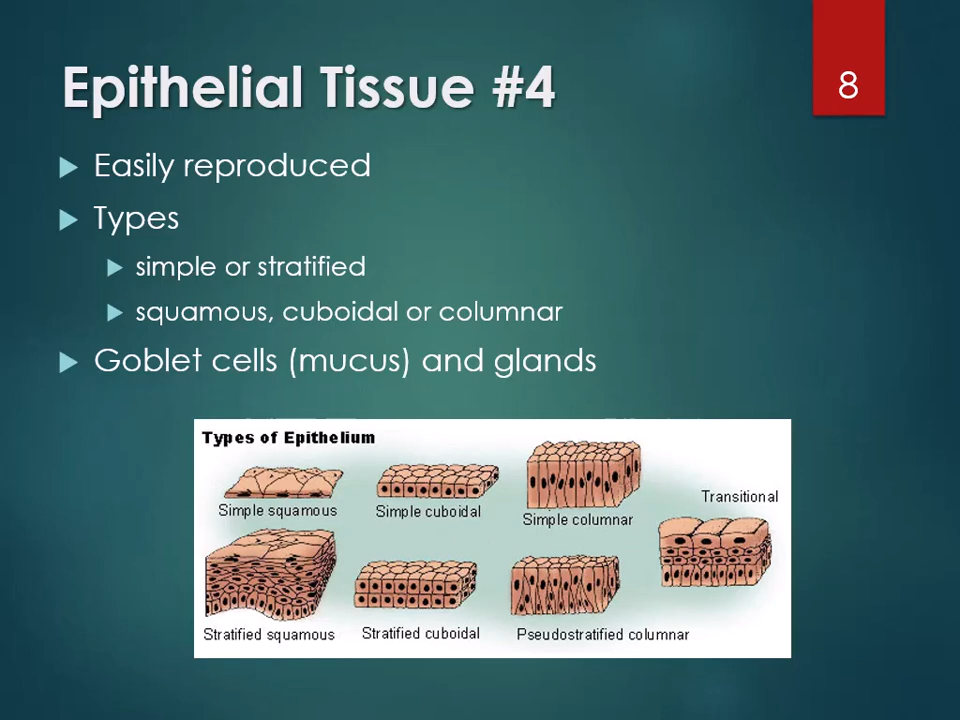 Epithelial Tissue #4
8
Easily reproduced
Types
simple or stratified
squamous, cuboidal or columnar
Goblet cells (mucus) and glands
Types of Epithelium
Simple squamous
Simple cuboidal
Simple columnar
Transitional
Stratified squamous
Stratified cuboidal
Pseudostratified columnar